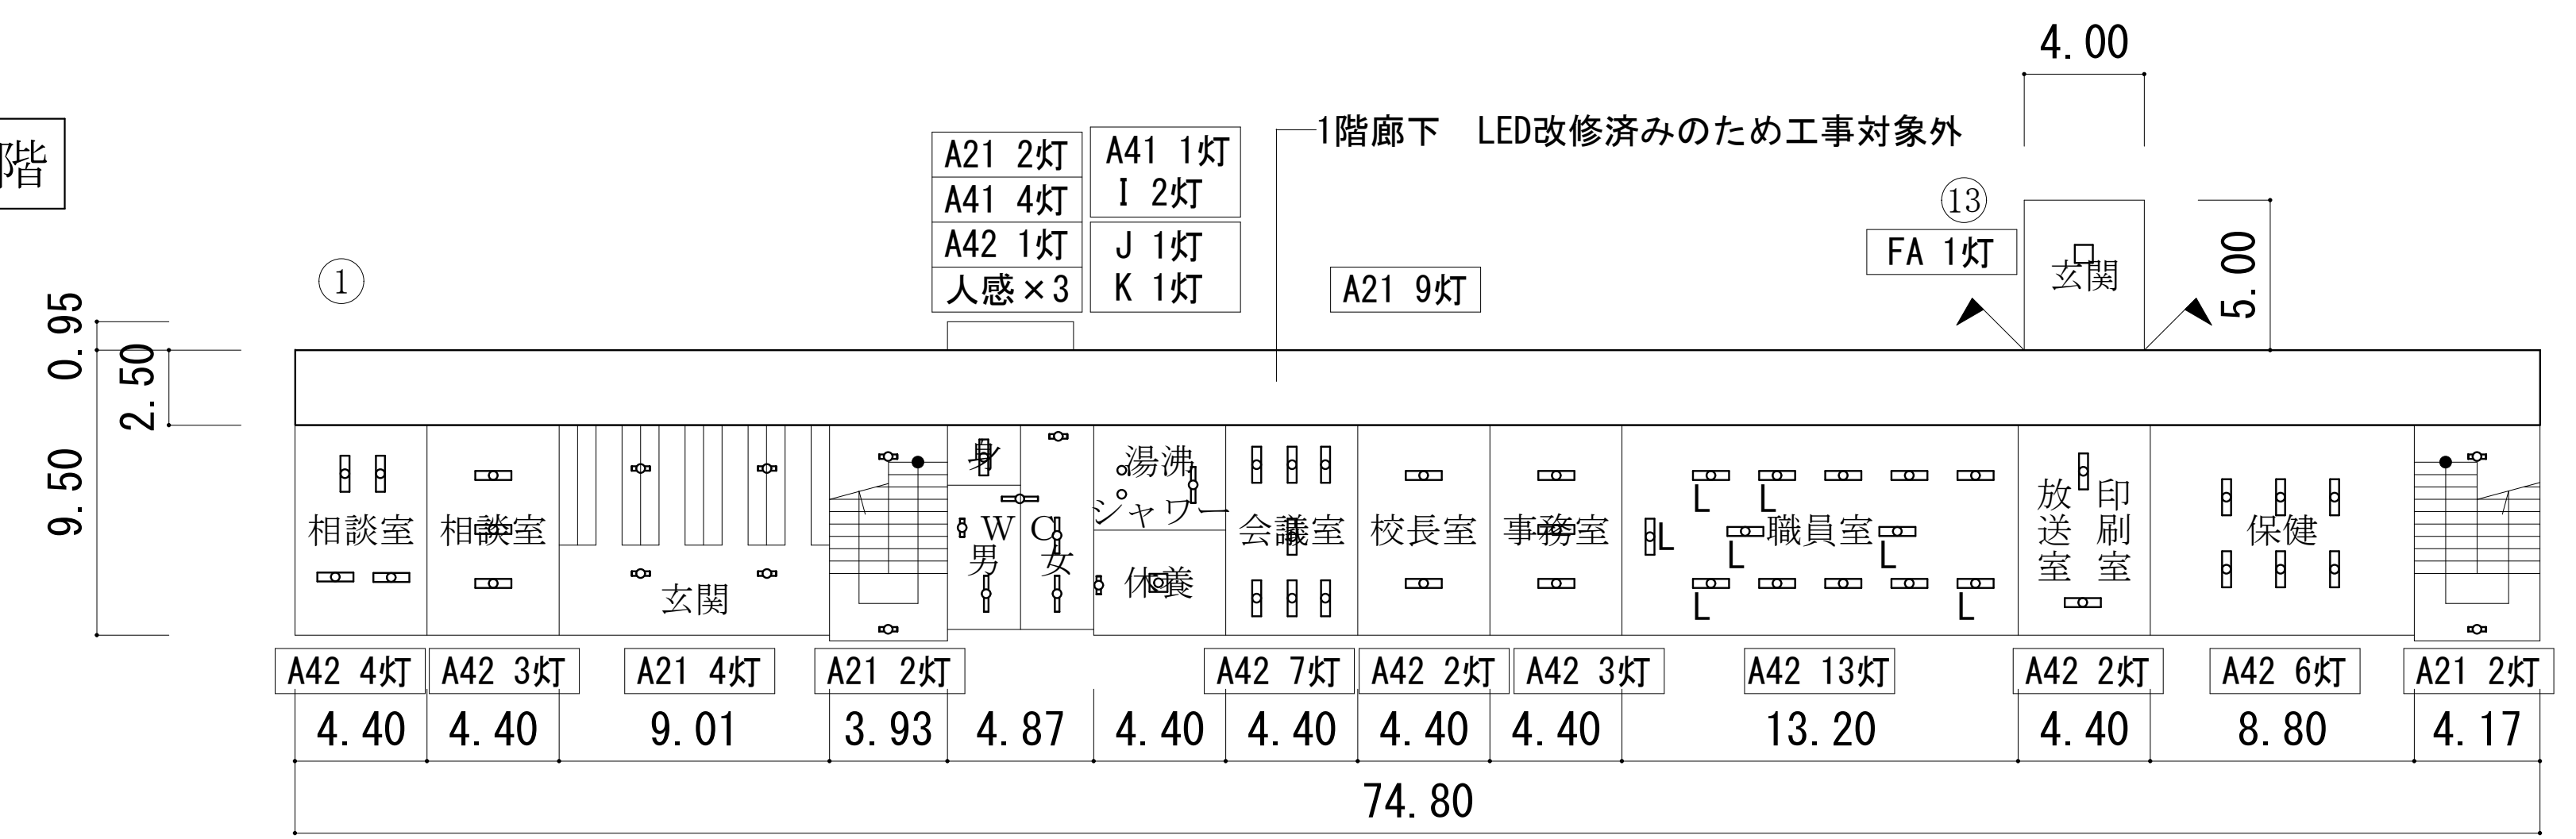 4.00
階
1階廊下　LED改修済みのため工事対象外
A21 2灯
A41 4灯
A42 1灯
人感×3
A41 1灯
I 2灯
J 1灯
K 1灯
A21 9灯
⑬
FA 1灯
玄関
5.00
①
0.95
2.50
9.50
相談室
相談室
玄関
身
WC
男
女
湯沸
シャワー
休養
会議室
校長室
事務室
職員室
L
L
L
L
L
L
L
放送室
印刷室
保健
A42 4灯
A42 3灯
A21 4灯
A21 2灯
A42 7灯
A42 2灯
A42 3灯
A42 13灯
A42 2灯
A42 6灯
A21 2灯
4.40
4.40
9.01
3.93
4.87
4.40
4.40
4.40
4.40
13.20
4.40
8.80
4.17
74.80